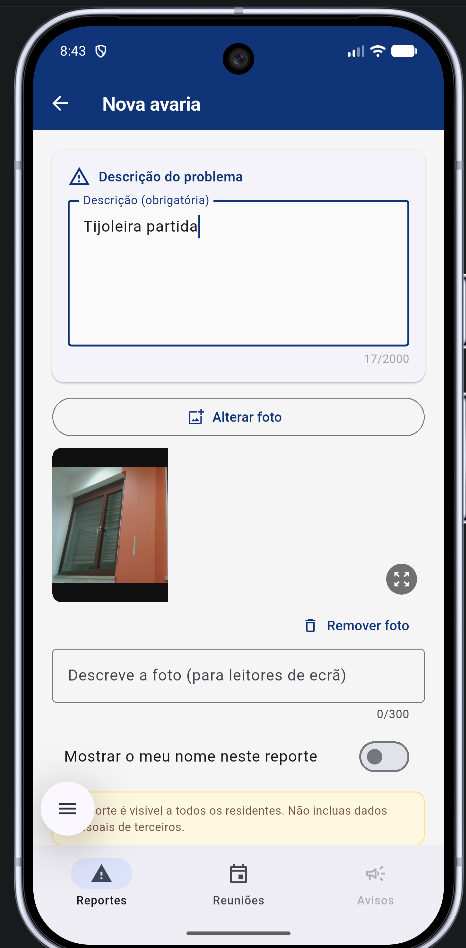 8:43
Nova avaria
Descrição do problema
Descrição (obrigatória)
Tijoleira partida
17/2000
Alterar foto
Remover foto
Descreve a foto (para leitores de ecrã)
0/300
Mostrar o meu nome neste reporte
orte é visível a todos os residentes. Não incluas dados
soais de terceiros.
Reportes
Reuniões
Avisos